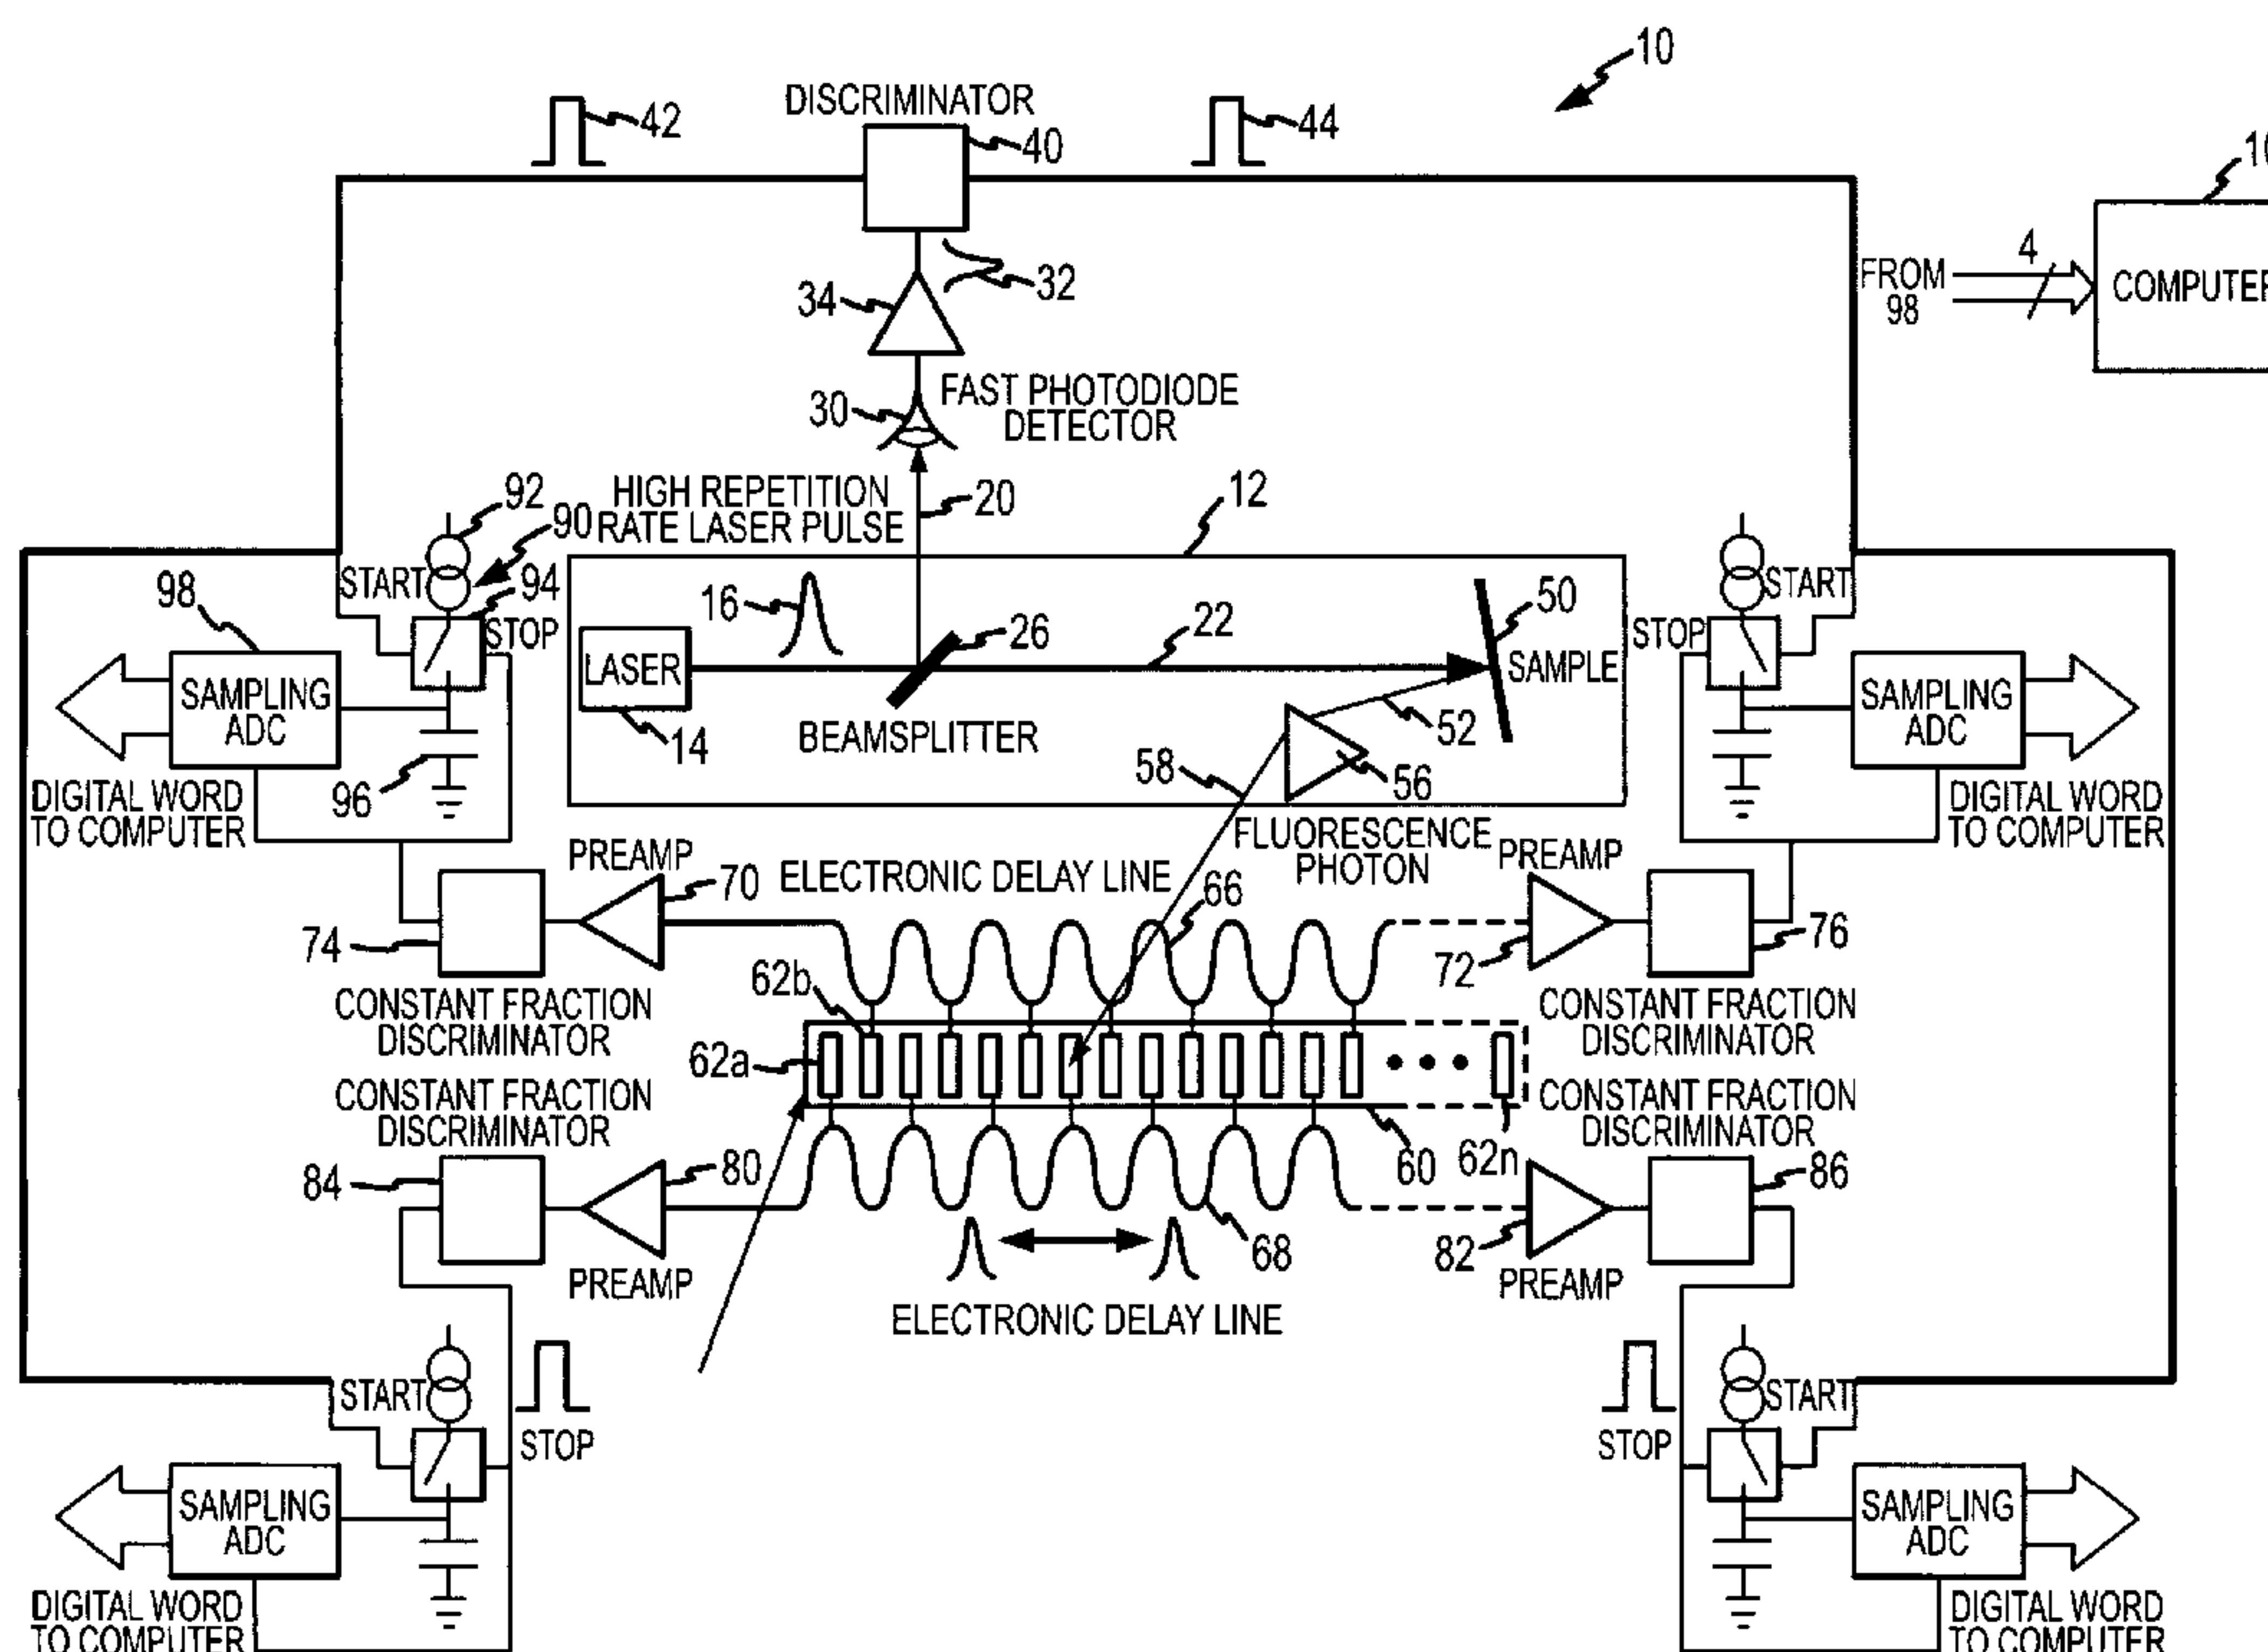 10
DISCRIMINATOR
42
40
44
4
FROM
98
COMPUTER
34
32
30
FAST PHOTODIODE
DETECTOR
92
90
HIGH REPETITION
RATE LASER PULSE
20
12
START
94
98
STOP
SAMPLING
ADC
96
DIGITAL WORD
TO COMPUTER
16
LASER
14
26
BEAMSPLITTER
22
50
SAMPLE
52
56
58
FLUORESCENCE
PHOTON
START
STOP
SAMPLING
ADC
DIGITAL WORD
TO COMPUTER
PREAMP
70
74
CONSTANT FRACTION
DISCRIMINATOR
ELECTRONIC DELAY LINE
66
PREAMP
72
76
CONSTANT FRACTION
DISCRIMINATOR
62b
62a
60
62n
CONSTANT FRACTION
DISCRIMINATOR
84
80
PREAMP
68
ELECTRONIC DELAY LINE
CONSTANT FRACTION
DISCRIMINATOR
86
82
PREAMP
START
STOP
SAMPLING
ADC
DIGITAL WORD
TO COMPUTER
START
STOP
SAMPLING
ADC
DIGITAL WORD
TO COMPUTER